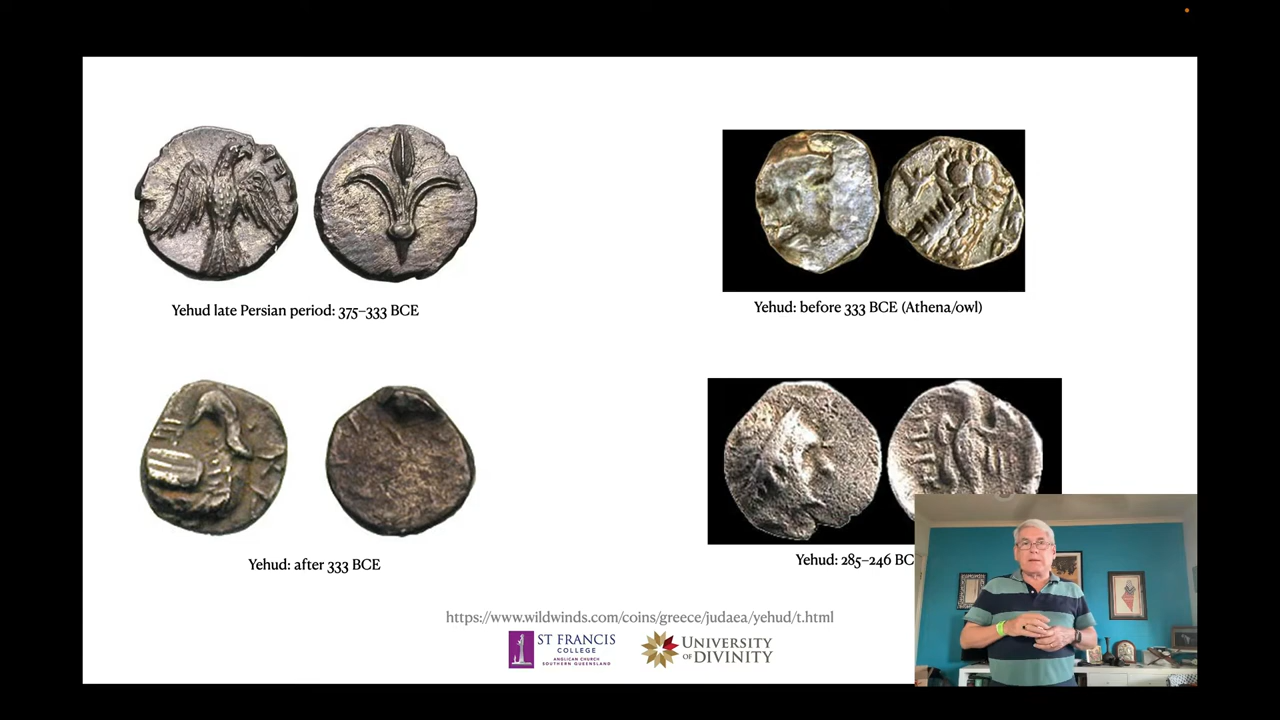 Yehud late Persian period: 375–333 BCE
Yehud: before 333 BCE (Athena/owl)
Yehud: after 333 BCE
Yehud: 285–246 BC
https://www.wildwinds.com/coins/greece/judaea/yehud/t.html
ST FRANCIS
COLLEGE
ANGLICAN CHURCH
SOUTHERN QUEENSLAND
UNIVERSITY
OF DIVINITY